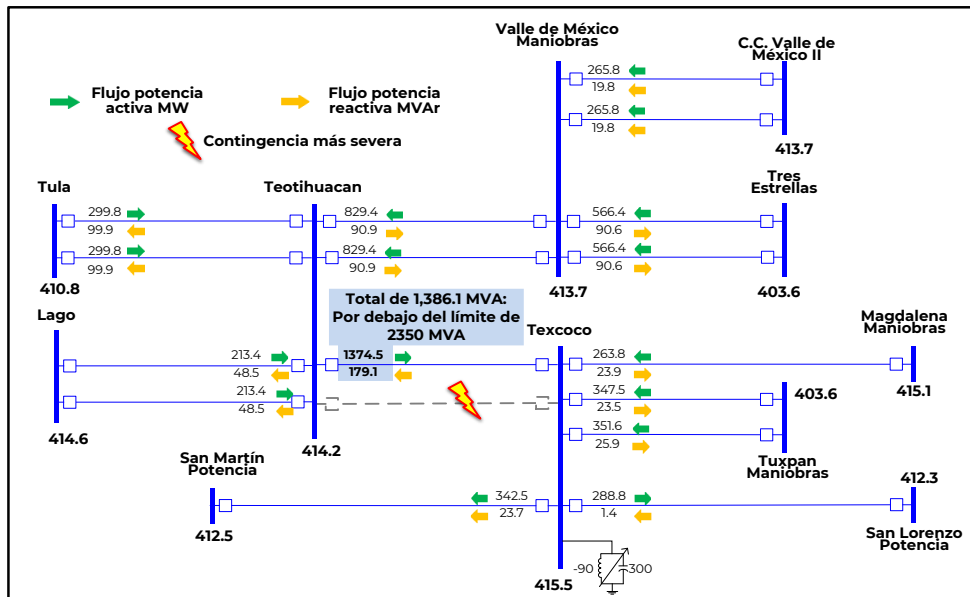 Valle de México
Maniobras
C.C. Valle de
México II
Flujo potencia
activa MW
Flujo potencia
reactiva MVAr
Contingencia más severa
265.8
19.8
265.8
19.8
413.7
Tula
Teotihuacan
Tres
Estrellas
299.8
99.9
829.4
90.9
566.4
90.6
299.8
99.9
829.4
90.9
566.4
90.6
410.8
413.7
403.6
Lago
Total de 1,386.1 MVA:
Por debajo del límite de
2350 MVA
Texcoco
Magdalena
Maniobras
213.4
48.5
1374.5
179.1
263.8
23.9
415.1
213.4
48.5
347.5
23.5
403.6
414.6
414.2
351.6
25.9
Tuxpan
Maniobras
San Martín
Potencia
412.3
342.5
23.7
288.8
1.4
412.5
San Lorenzo
Potencia
-90
300
415.5